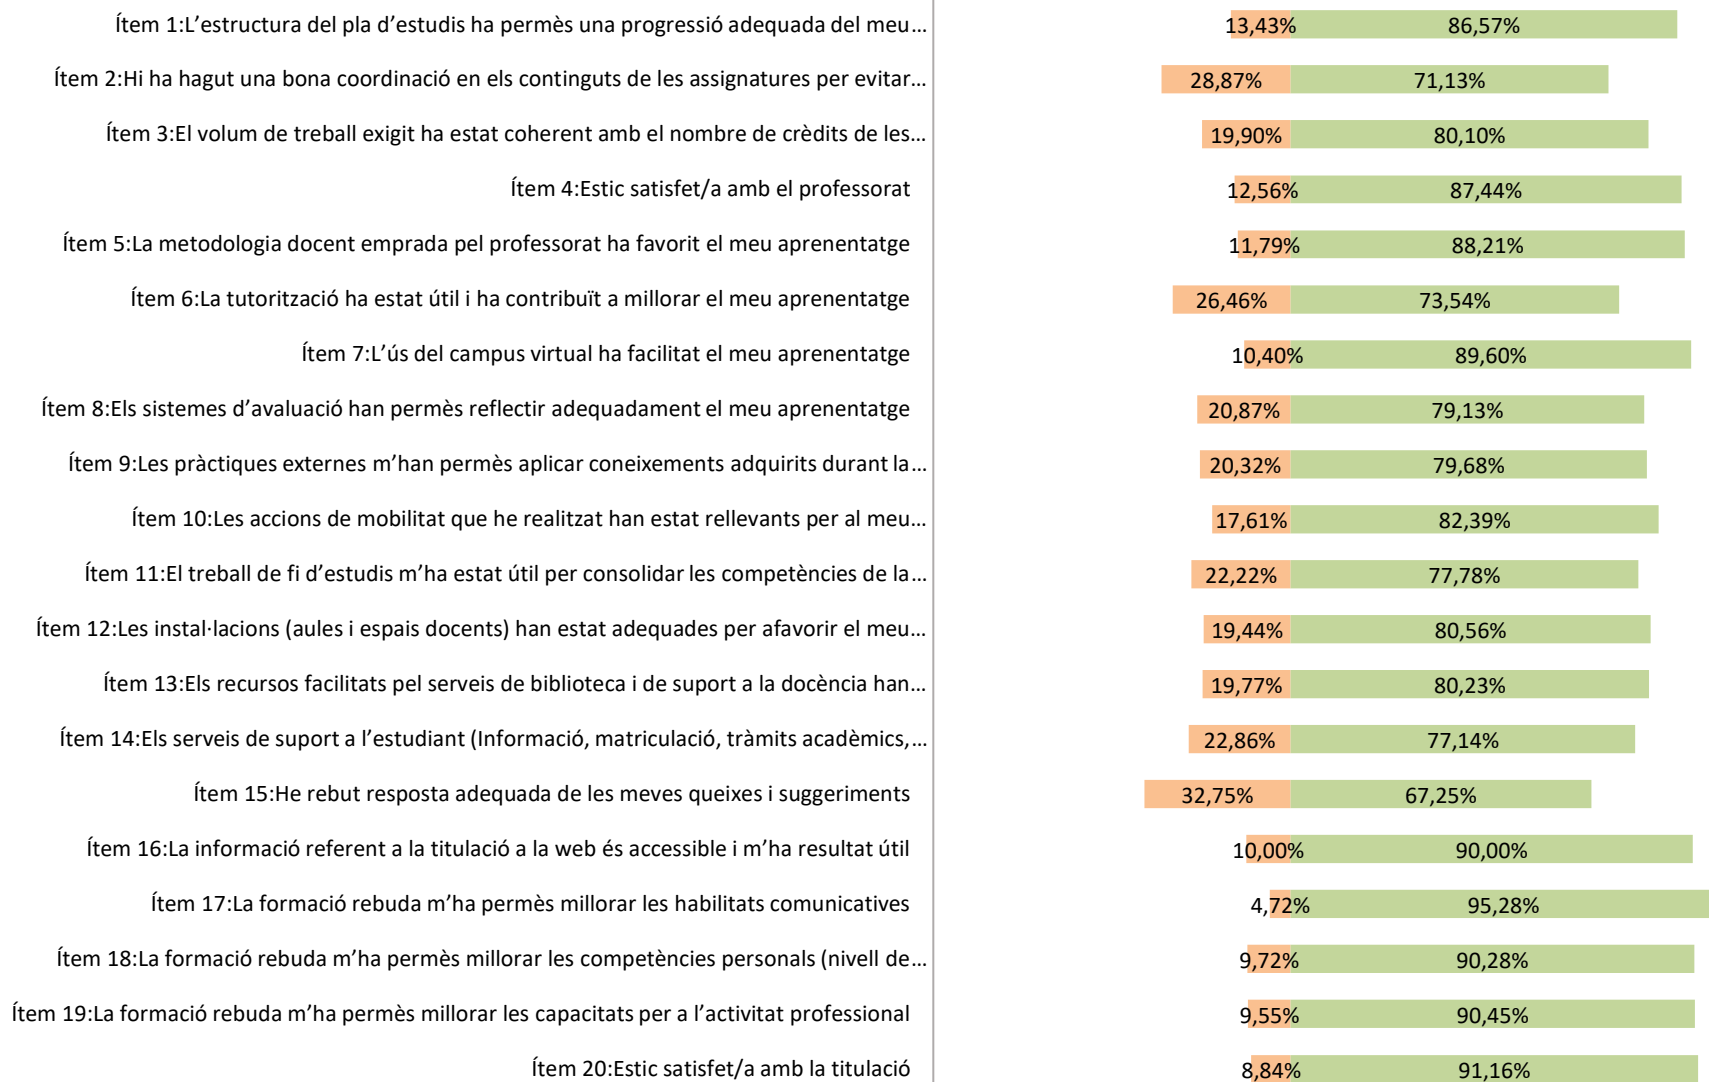 Ítem 1:L’estructura del pla d’estudis ha permès una progressió adequada del meu… 13,43% 86,57%
Ítem 2:Hi ha hagut una bona coordinació en els continguts de les assignatures per evitar… 28,87% 71,13%
Ítem 3:El volum de treball exigit ha estat coherent amb el nombre de crèdits de les… 19,90% 80,10%
Ítem 4:Estic satisfet/a amb el professorat 12,56% 87,44%
Ítem 5:La metodologia docent emprada pel professorat ha favorit el meu aprenentatge 11,79% 88,21%
Ítem 6:La tutorització ha estat útil i ha contribuït a millorar el meu aprenentatge 26,46% 73,54%
Ítem 7:L’ús del campus virtual ha facilitat el meu aprenentatge 10,40% 89,60%
Ítem 8:Els sistemes d’avaluació han permès reflectir adequadament el meu aprenentatge 20,87% 79,13%
Ítem 9:Les pràctiques externes m’han permès aplicar coneixements adquirits durant la… 20,32% 79,68%
Ítem 10:Les accions de mobilitat que he realitzat han estat rellevants per al meu… 17,61% 82,39%
Ítem 11:El treball de fi d’estudis m’ha estat útil per consolidar les competències de la… 22,22% 77,78%
Ítem 12:Les instal·lacions (aules i espais docents) han estat adequades per afavorir el meu… 19,44% 80,56%
Ítem 13:Els recursos facilitats pel serveis de biblioteca i de suport a la docència han… 19,77% 80,23%
Ítem 14:Els serveis de suport a l’estudiant (Informació, matriculació, tràmits acadèmics,… 22,86% 77,14%
Ítem 15:He rebut resposta adequada de les meves queixes i suggeriments 32,75% 67,25%
Ítem 16:La informació referent a la titulació a la web és accessible i m’ha resultat útil 10,00% 90,00%
Ítem 17:La formació rebuda m’ha permès millorar les habilitats comunicatives 4,72% 95,28%
Ítem 18:La formació rebuda m’ha permès millorar les competències personals (nivell de… 9,72% 90,28%
Ítem 19:La formació rebuda m’ha permès millorar les capacitats per a l’activitat professional 9,55% 90,45%
Ítem 20:Estic satisfet/a amb la titulació 8,84% 91,16%